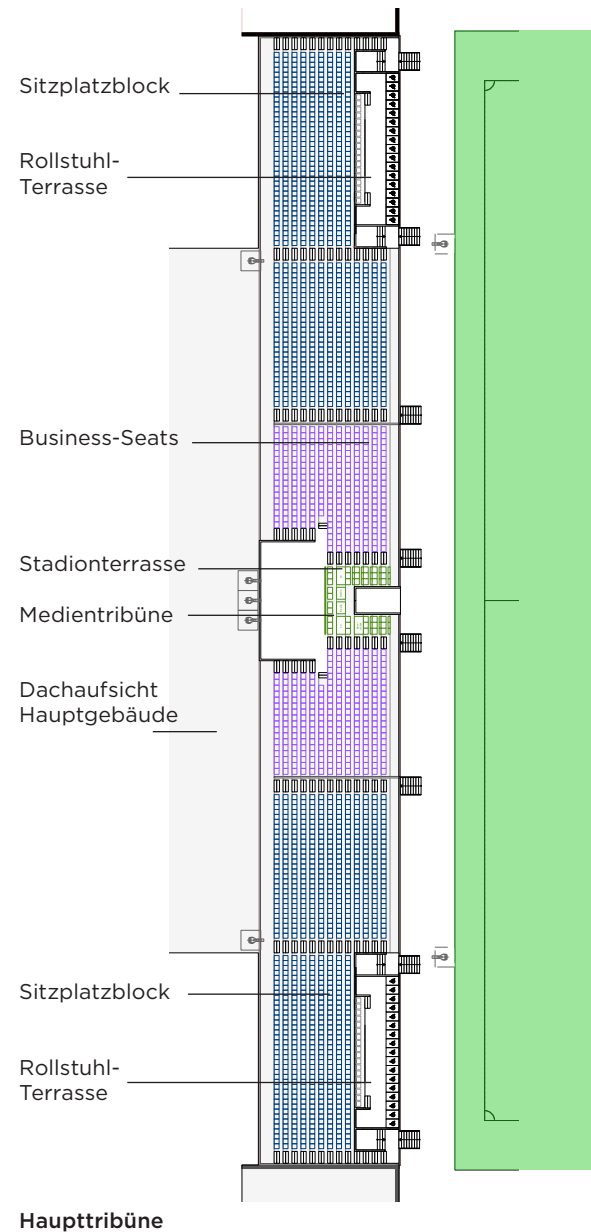 Sitzplatzblock
Rollstuhl-
Terrasse
Business-Seats
Stadionterrasse
Medientribüne
Dachaufsicht
Hauptgebäude
Sitzplatzblock
Rollstuhl-
Terrasse
Haupttribüne